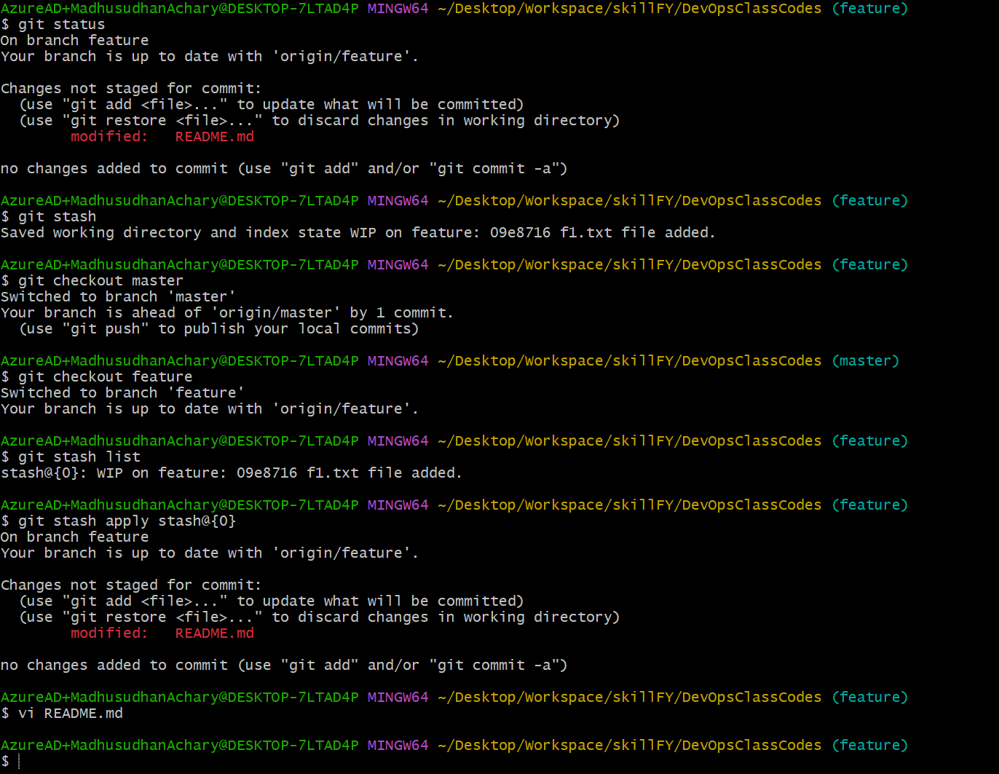 AzureAD+MadhusudhanAchary@DESKTOP-7LTAD4P MINGW64 ~/Desktop/Workspace/skillFY/DevOpsClassCodes (feature)
$ git status
On branch feature
Your branch is up to date with 'origin/feature'.

Changes not staged for commit:
  (use "git add <file>..." to update what will be committed)
  (use "git restore <file>..." to discard changes in working directory)
        modified:   README.md

no changes added to commit (use "git add" and/or "git commit -a")

AzureAD+MadhusudhanAchary@DESKTOP-7LTAD4P MINGW64 ~/Desktop/Workspace/skillFY/DevOpsClassCodes (feature)
$ git stash
Saved working directory and index state WIP on feature: 09e8716 f1.txt file added.

AzureAD+MadhusudhanAchary@DESKTOP-7LTAD4P MINGW64 ~/Desktop/Workspace/skillFY/DevOpsClassCodes (feature)
$ git checkout master
Switched to branch 'master'
Your branch is ahead of 'origin/master' by 1 commit.
  (use "git push" to publish your local commits)

AzureAD+MadhusudhanAchary@DESKTOP-7LTAD4P MINGW64 ~/Desktop/Workspace/skillFY/DevOpsClassCodes (master)
$ git checkout feature
Switched to branch 'feature'
Your branch is up to date with 'origin/feature'.

AzureAD+MadhusudhanAchary@DESKTOP-7LTAD4P MINGW64 ~/Desktop/Workspace/skillFY/DevOpsClassCodes (feature)
$ git stash list
stash@{0}: WIP on feature: 09e8716 f1.txt file added.

AzureAD+MadhusudhanAchary@DESKTOP-7LTAD4P MINGW64 ~/Desktop/Workspace/skillFY/DevOpsClassCodes (feature)
$ git stash apply stash@{0}
On branch feature
Your branch is up to date with 'origin/feature'.

Changes not staged for commit:
  (use "git add <file>..." to update what will be committed)
  (use "git restore <file>..." to discard changes in working directory)
        modified:   README.md

no changes added to commit (use "git add" and/or "git commit -a")

AzureAD+MadhusudhanAchary@DESKTOP-7LTAD4P MINGW64 ~/Desktop/Workspace/skillFY/DevOpsClassCodes (feature)
$ vi README.md

AzureAD+MadhusudhanAchary@DESKTOP-7LTAD4P MINGW64 ~/Desktop/Workspace/skillFY/DevOpsClassCodes (feature)
$